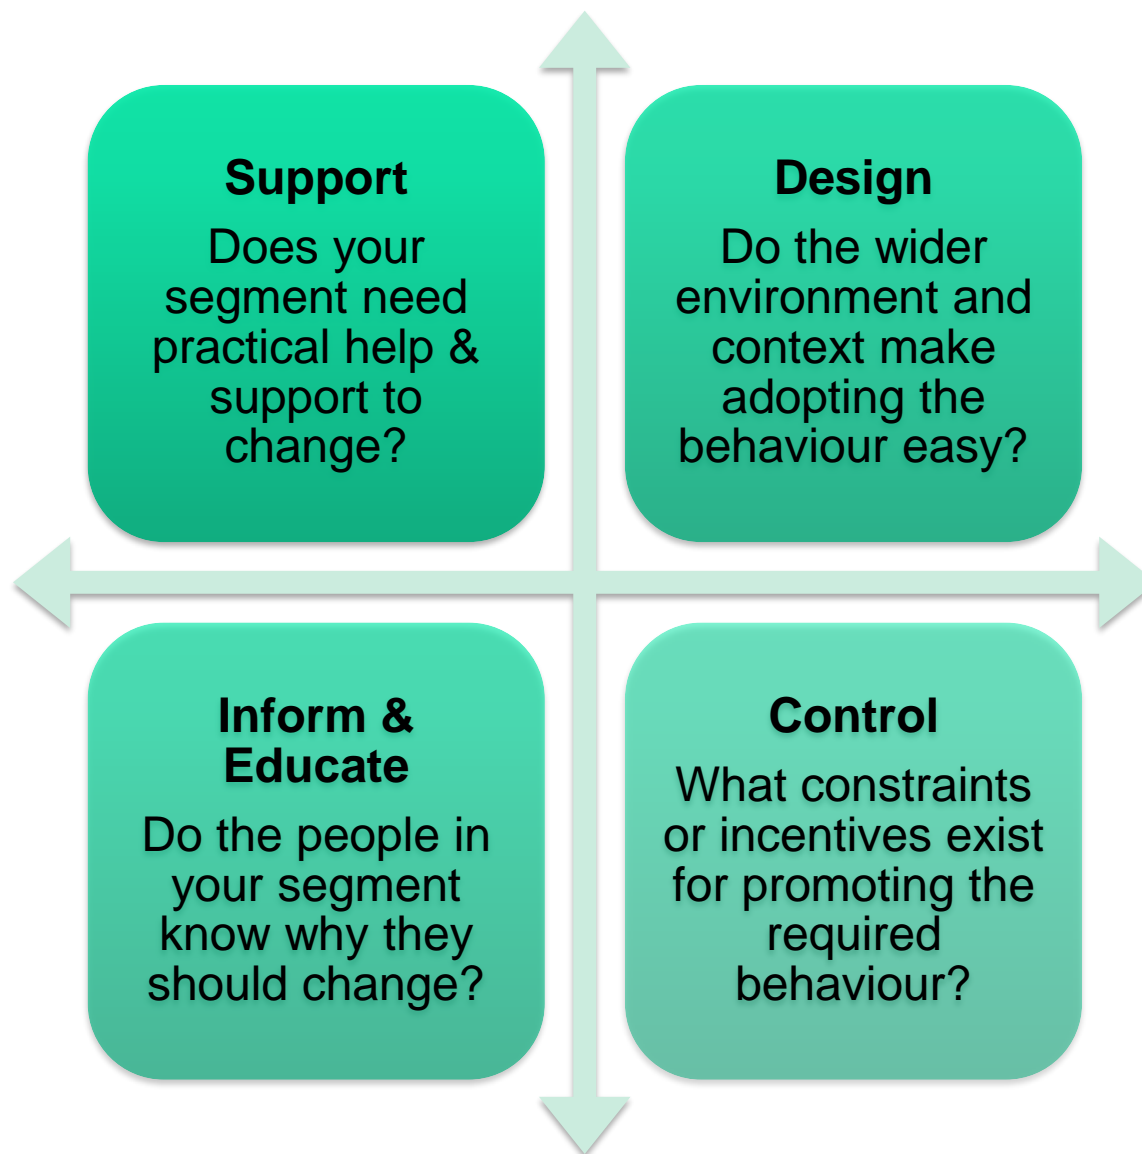 Support
Does your
segment need
practical help &
support to
change?
Design
Do the wider
environment and
context make
adopting the
behaviour easy?
Inform &
Educate
Do the people in
your segment
know why they
should change?
Control
What constraints
or incentives exist
for promoting the
required
behaviour?